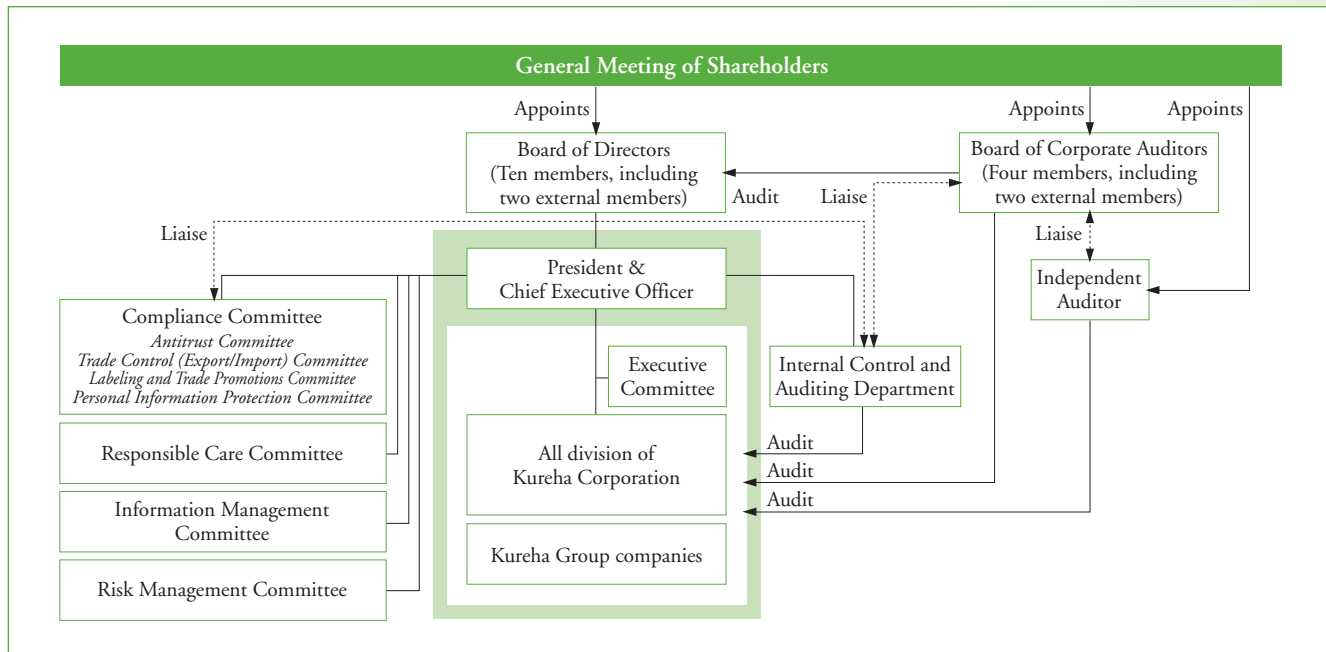 General Meeting of Shareholders
Appoints
Appoints
Appoints
Board of Directors
(Ten members, including
two external members)
Board of Corporate Auditors
(Four members, including
two external members)
Audit
Liaise
Liaise
Liaise
President &
Chief Executive Officer
Independent
Auditor
Compliance Committee
Antitrust Committee
Trade Control (Export/Import) Committee
Labeling and Trade Promotions Committee
Personal Information Protection Committee
Executive
Committee
Internal Control and
Auditing Department
Responsible Care Committee
All division of
Kureha Corporation
Audit
Audit
Audit
Information Management
Committee
Kureha Group companies
Risk Management Committee